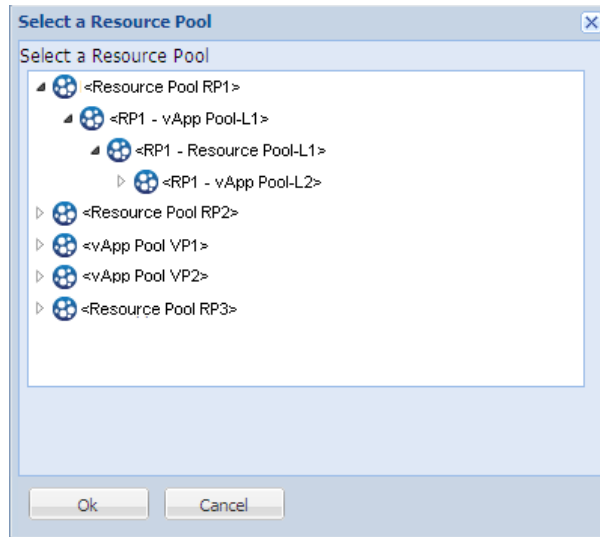 Select a Resource Pool
Select a Resource Pool
<Resource Pool RP1>
<RP1 - vApp Pool-L1>
<RP1 - Resource Pool-L1>
<RP1 - vApp Pool-L2>
<Resource Pool RP2>
<vApp Pool VP1>
<vApp Pool VP2>
<Resource Pool RP3>
Ok Cancel